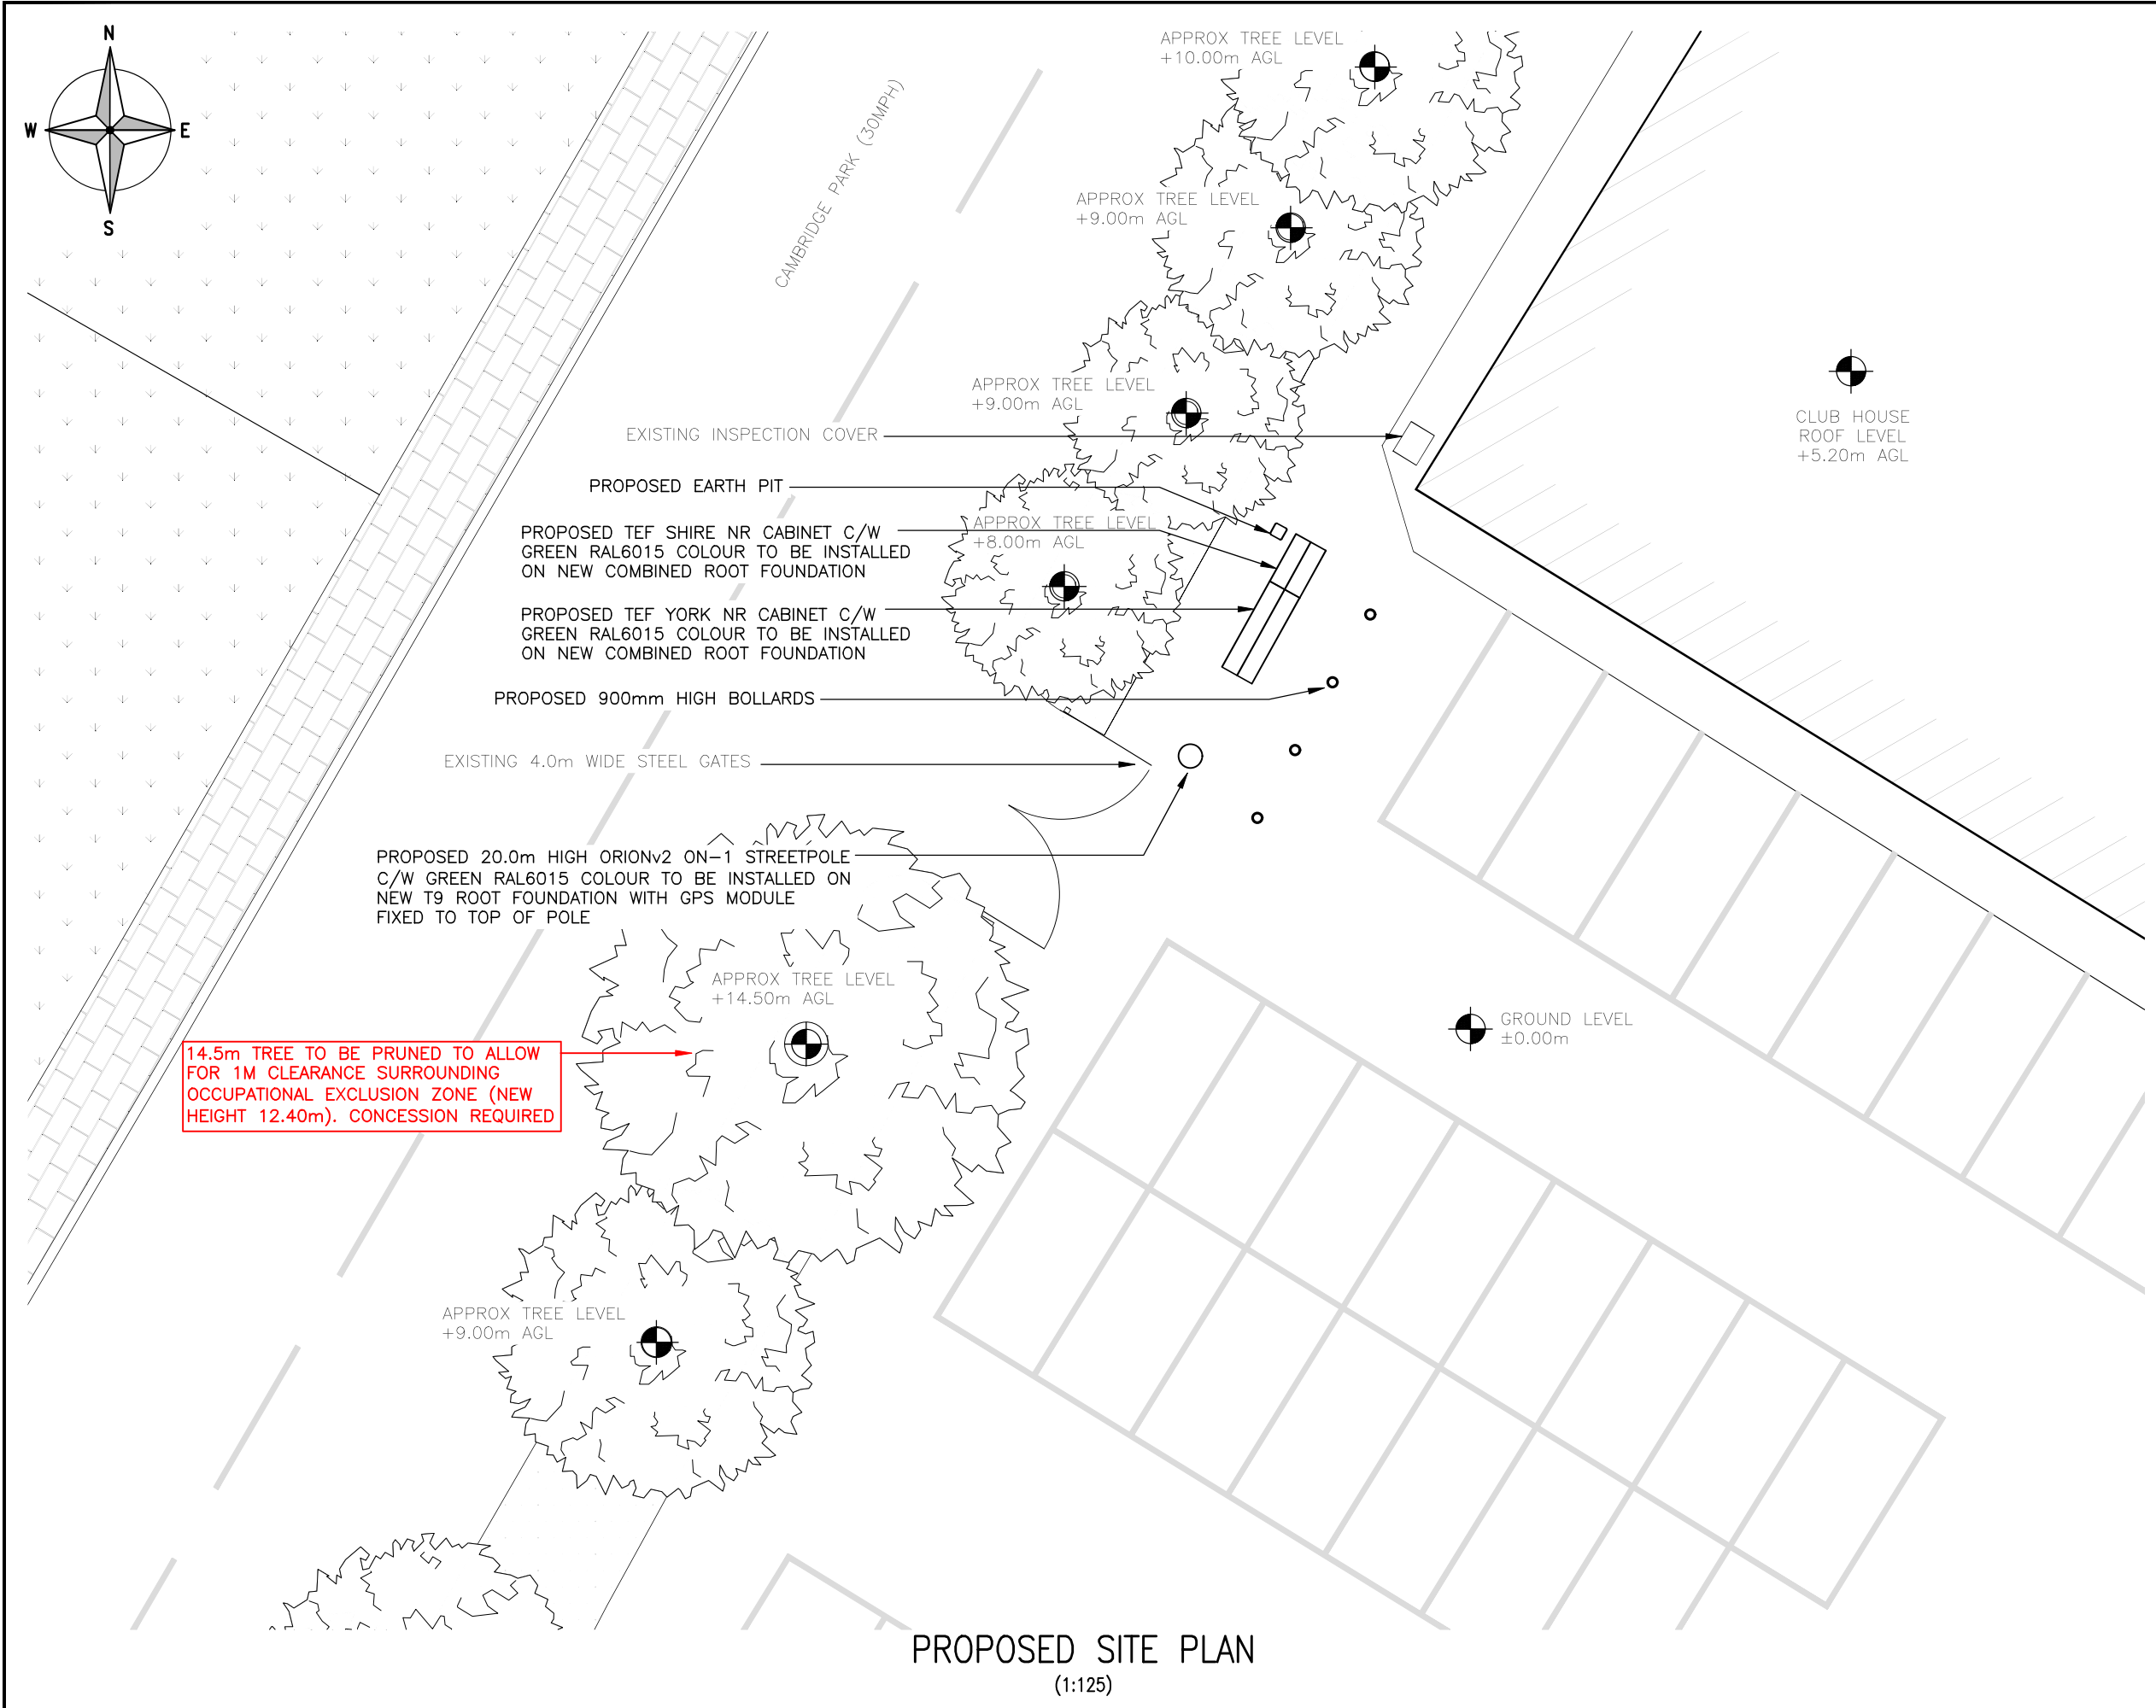 N
W
E
S
CAMBRIDGE PARK (30MPH)
APPROX TREE LEVEL
+10.00m AGL
APPROX TREE LEVEL
+9.00m AGL
APPROX TREE LEVEL
+9.00m AGL
CLUB HOUSE
ROOF LEVEL
+5.20m AGL
EXISTING INSPECTION COVER
PROPOSED EARTH PIT
APPROX TREE LEVEL
+8.00m AGL
PROPOSED TEF SHIRE NR CABINET C/W
GREEN RAL6015 COLOUR TO BE INSTALLED
ON NEW COMBINED ROOT FOUNDATION
PROPOSED TEF YORK NR CABINET C/W
GREEN RAL6015 COLOUR TO BE INSTALLED
ON NEW COMBINED ROOT FOUNDATION
PROPOSED 900mm HIGH BOLLARDS
EXISTING 4.0m WIDE STEEL GATES
PROPOSED 20.0m HIGH ORIONv2 ON-1 STREETPOLE
C/W GREEN RAL6015 COLOUR TO BE INSTALLED ON
NEW T9 ROOT FOUNDATION WITH GPS MODULE
FIXED TO TOP OF POLE
APPROX TREE LEVEL
+14.50m AGL
GROUND LEVEL
±0.00m
14.5m TREE TO BE PRUNED TO ALLOW
FOR 1M CLEARANCE SURROUNDING
OCCUPATIONAL EXCLUSION ZONE (NEW
HEIGHT 12.40m). CONCESSION REQUIRED
APPROX TREE LEVEL
+9.00m AGL
PROPOSED SITE PLAN
(1:125)